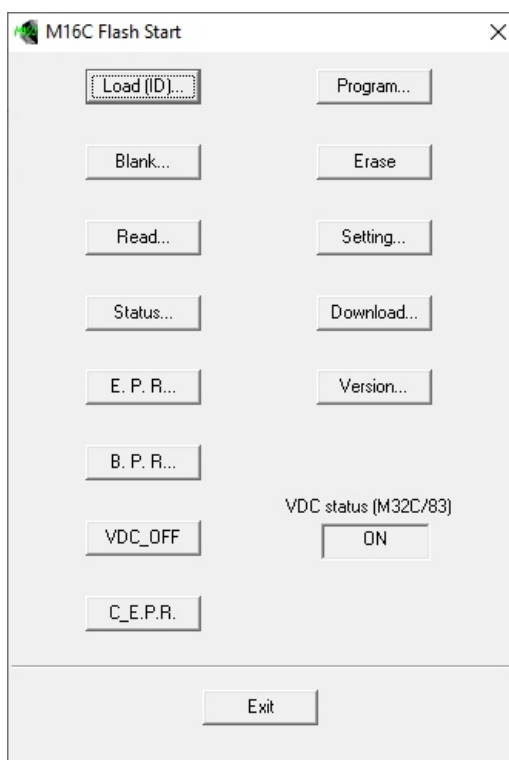 M16C Flash Start
Load (ID)... Program...
Blank... Erase
Read... Setting...
Status... Download...
E. P. R... Version...
B. P. R...
VDC status (M32C/83)
VDC_OFF ON
C_E.P.R.
Exit